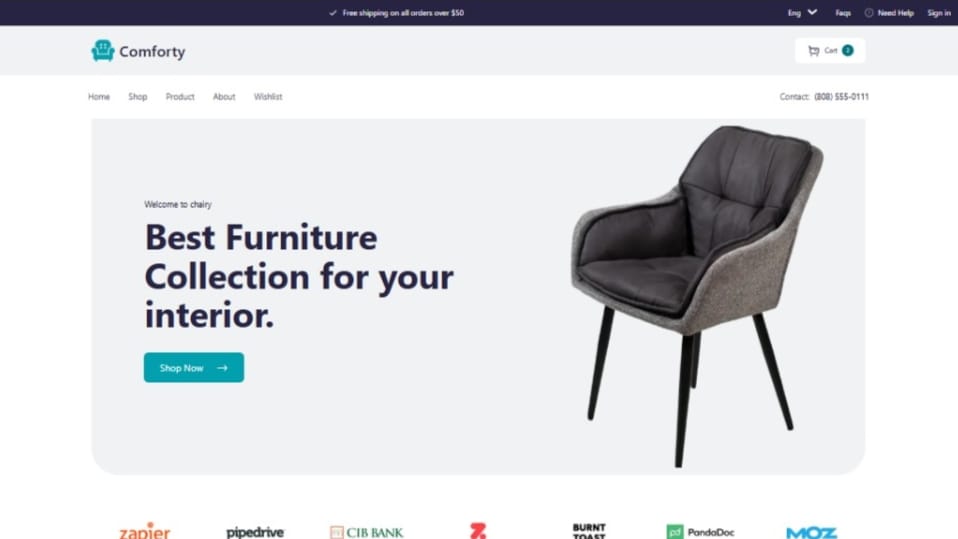 Free shipping on all orders over $50
Eng
Faqs
Need Help
Sign in
Comforty
Cart 2
Home
Shop
Product
About
Wishlist
Contact: (808) 555-0111
Welcome to chairy
Best Furniture
Collection for your
interior.
Shop Now
zapier
pipedrive
CIB BANK
BURNT
TOAST
pd PandaDoc
MOZ